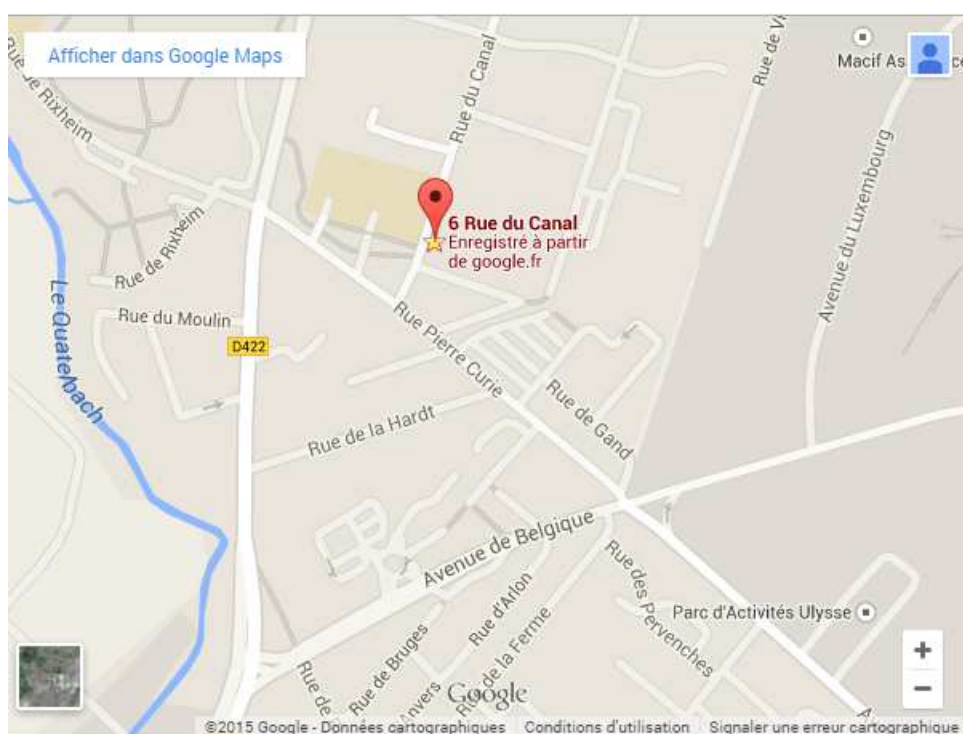 Afficher dans Google Maps
Rue de Rixheim
Rue du Canal
Rue de
Macif
6 Rue du Canal
Enregistré à partir
de google.fr
Avenue du Luxembourg
Rue de Rixheim
Le Quatelbach
Rue du Moulin
D422
Rue Pierre Curie
Rue de la Hardt
Rue de Gand
Avenue de Belgique
Rue des Pervenches
Parc d'Activités Ulysse
Rue d'Arlon
Rue de Bruges
Rue de la Ferme
Anvers
Rue de
Google
+
−
©2015 Google - Données cartographiques
Conditions d'utilisation
Signaler une erreur cartographique